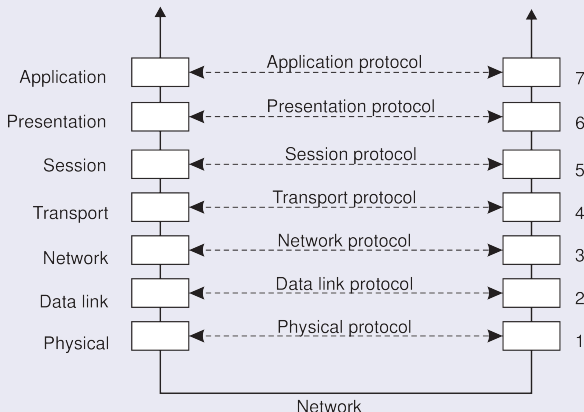 Application Application protocol 7
Presentation Presentation protocol 6
Session Session protocol 5
Transport Transport protocol 4
Network Network protocol 3
Data link Data link protocol 2
Physical Physical protocol 1
Network